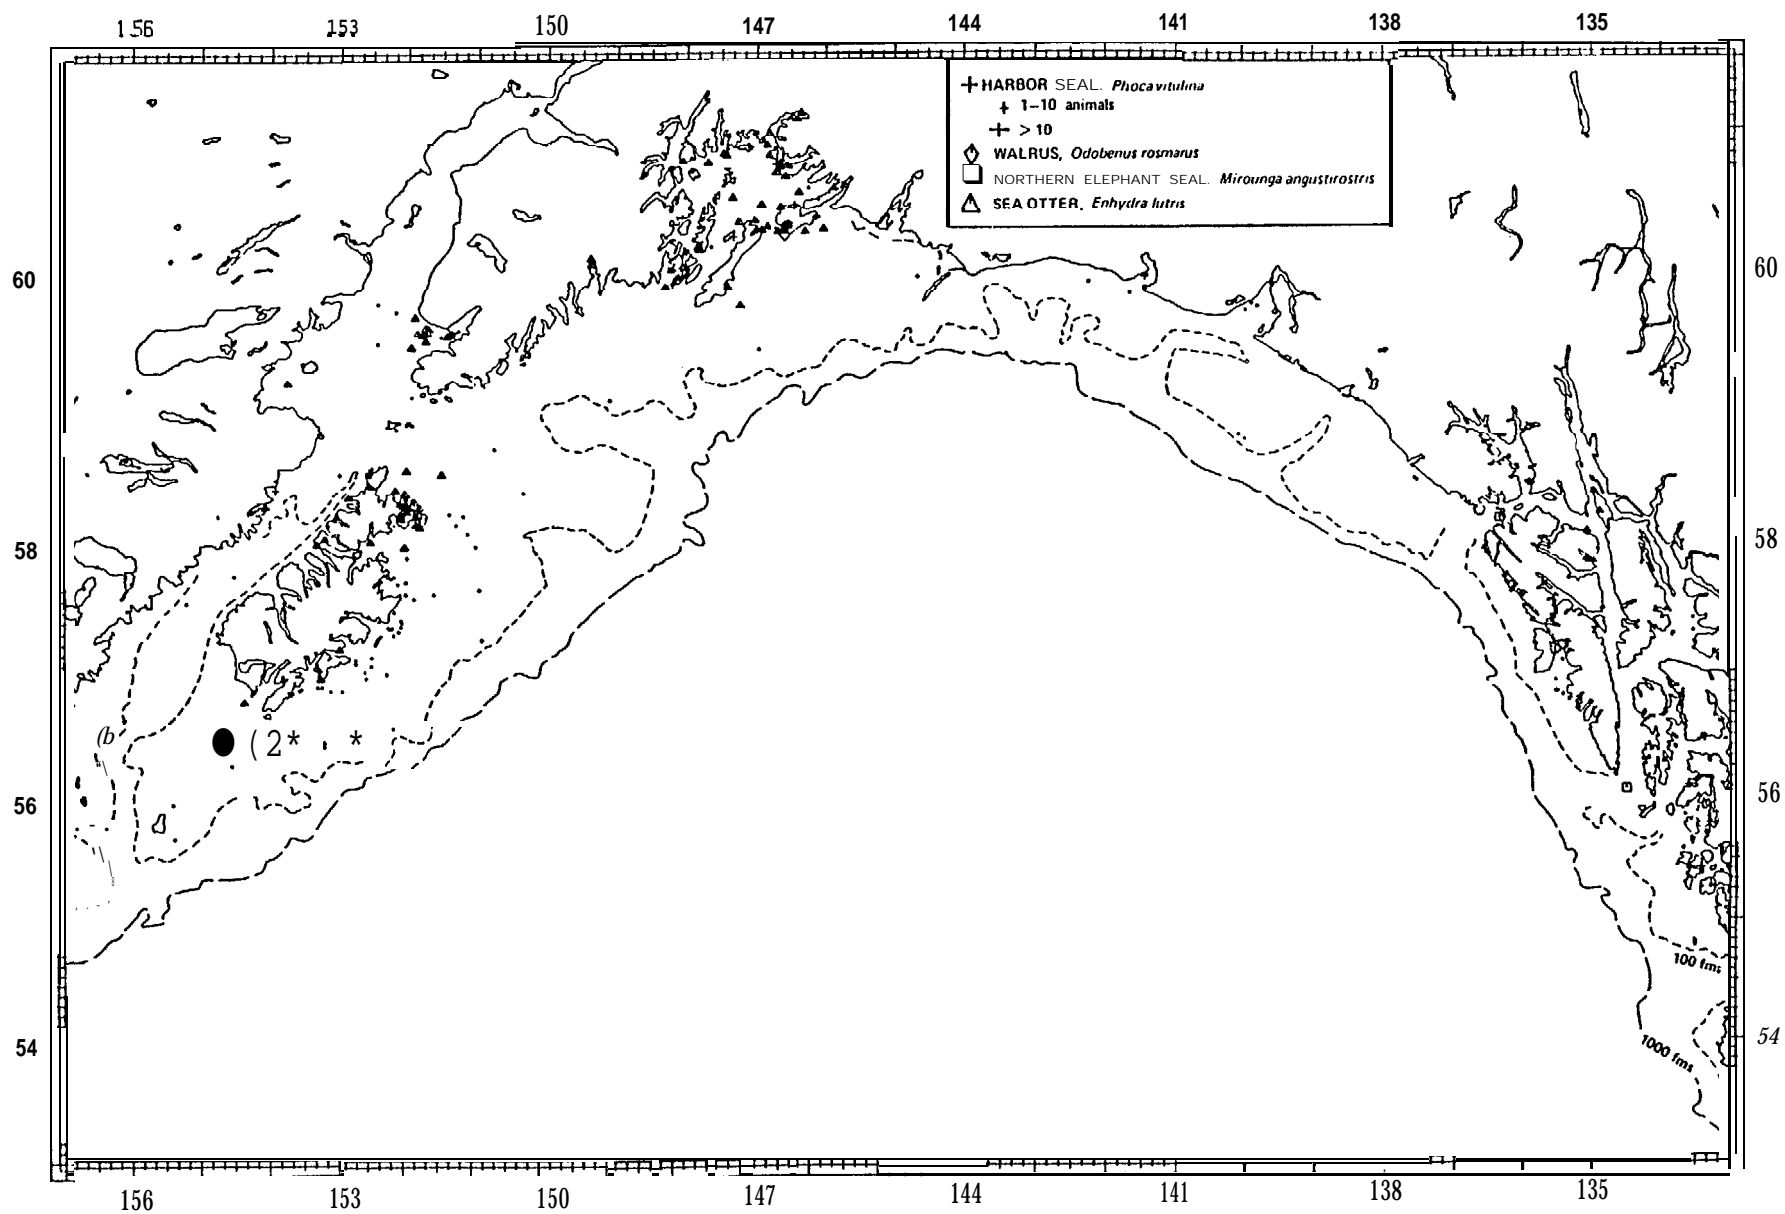 1.56 .153 150 147 144 141 138 135
HARBOR SEAL. Phoca vitulina
1-10 animals
> 10
WALRUS, Odobenus rosmarus
NORTHERN ELEPHANT SEAL. Mirounga angustirostris
SEA OTTER, Enhydra lutris
60 60
58 58
(b
(2* *
56 56
100 fms
54 54
1000 fms
156 153 150 147 144 141 138 135